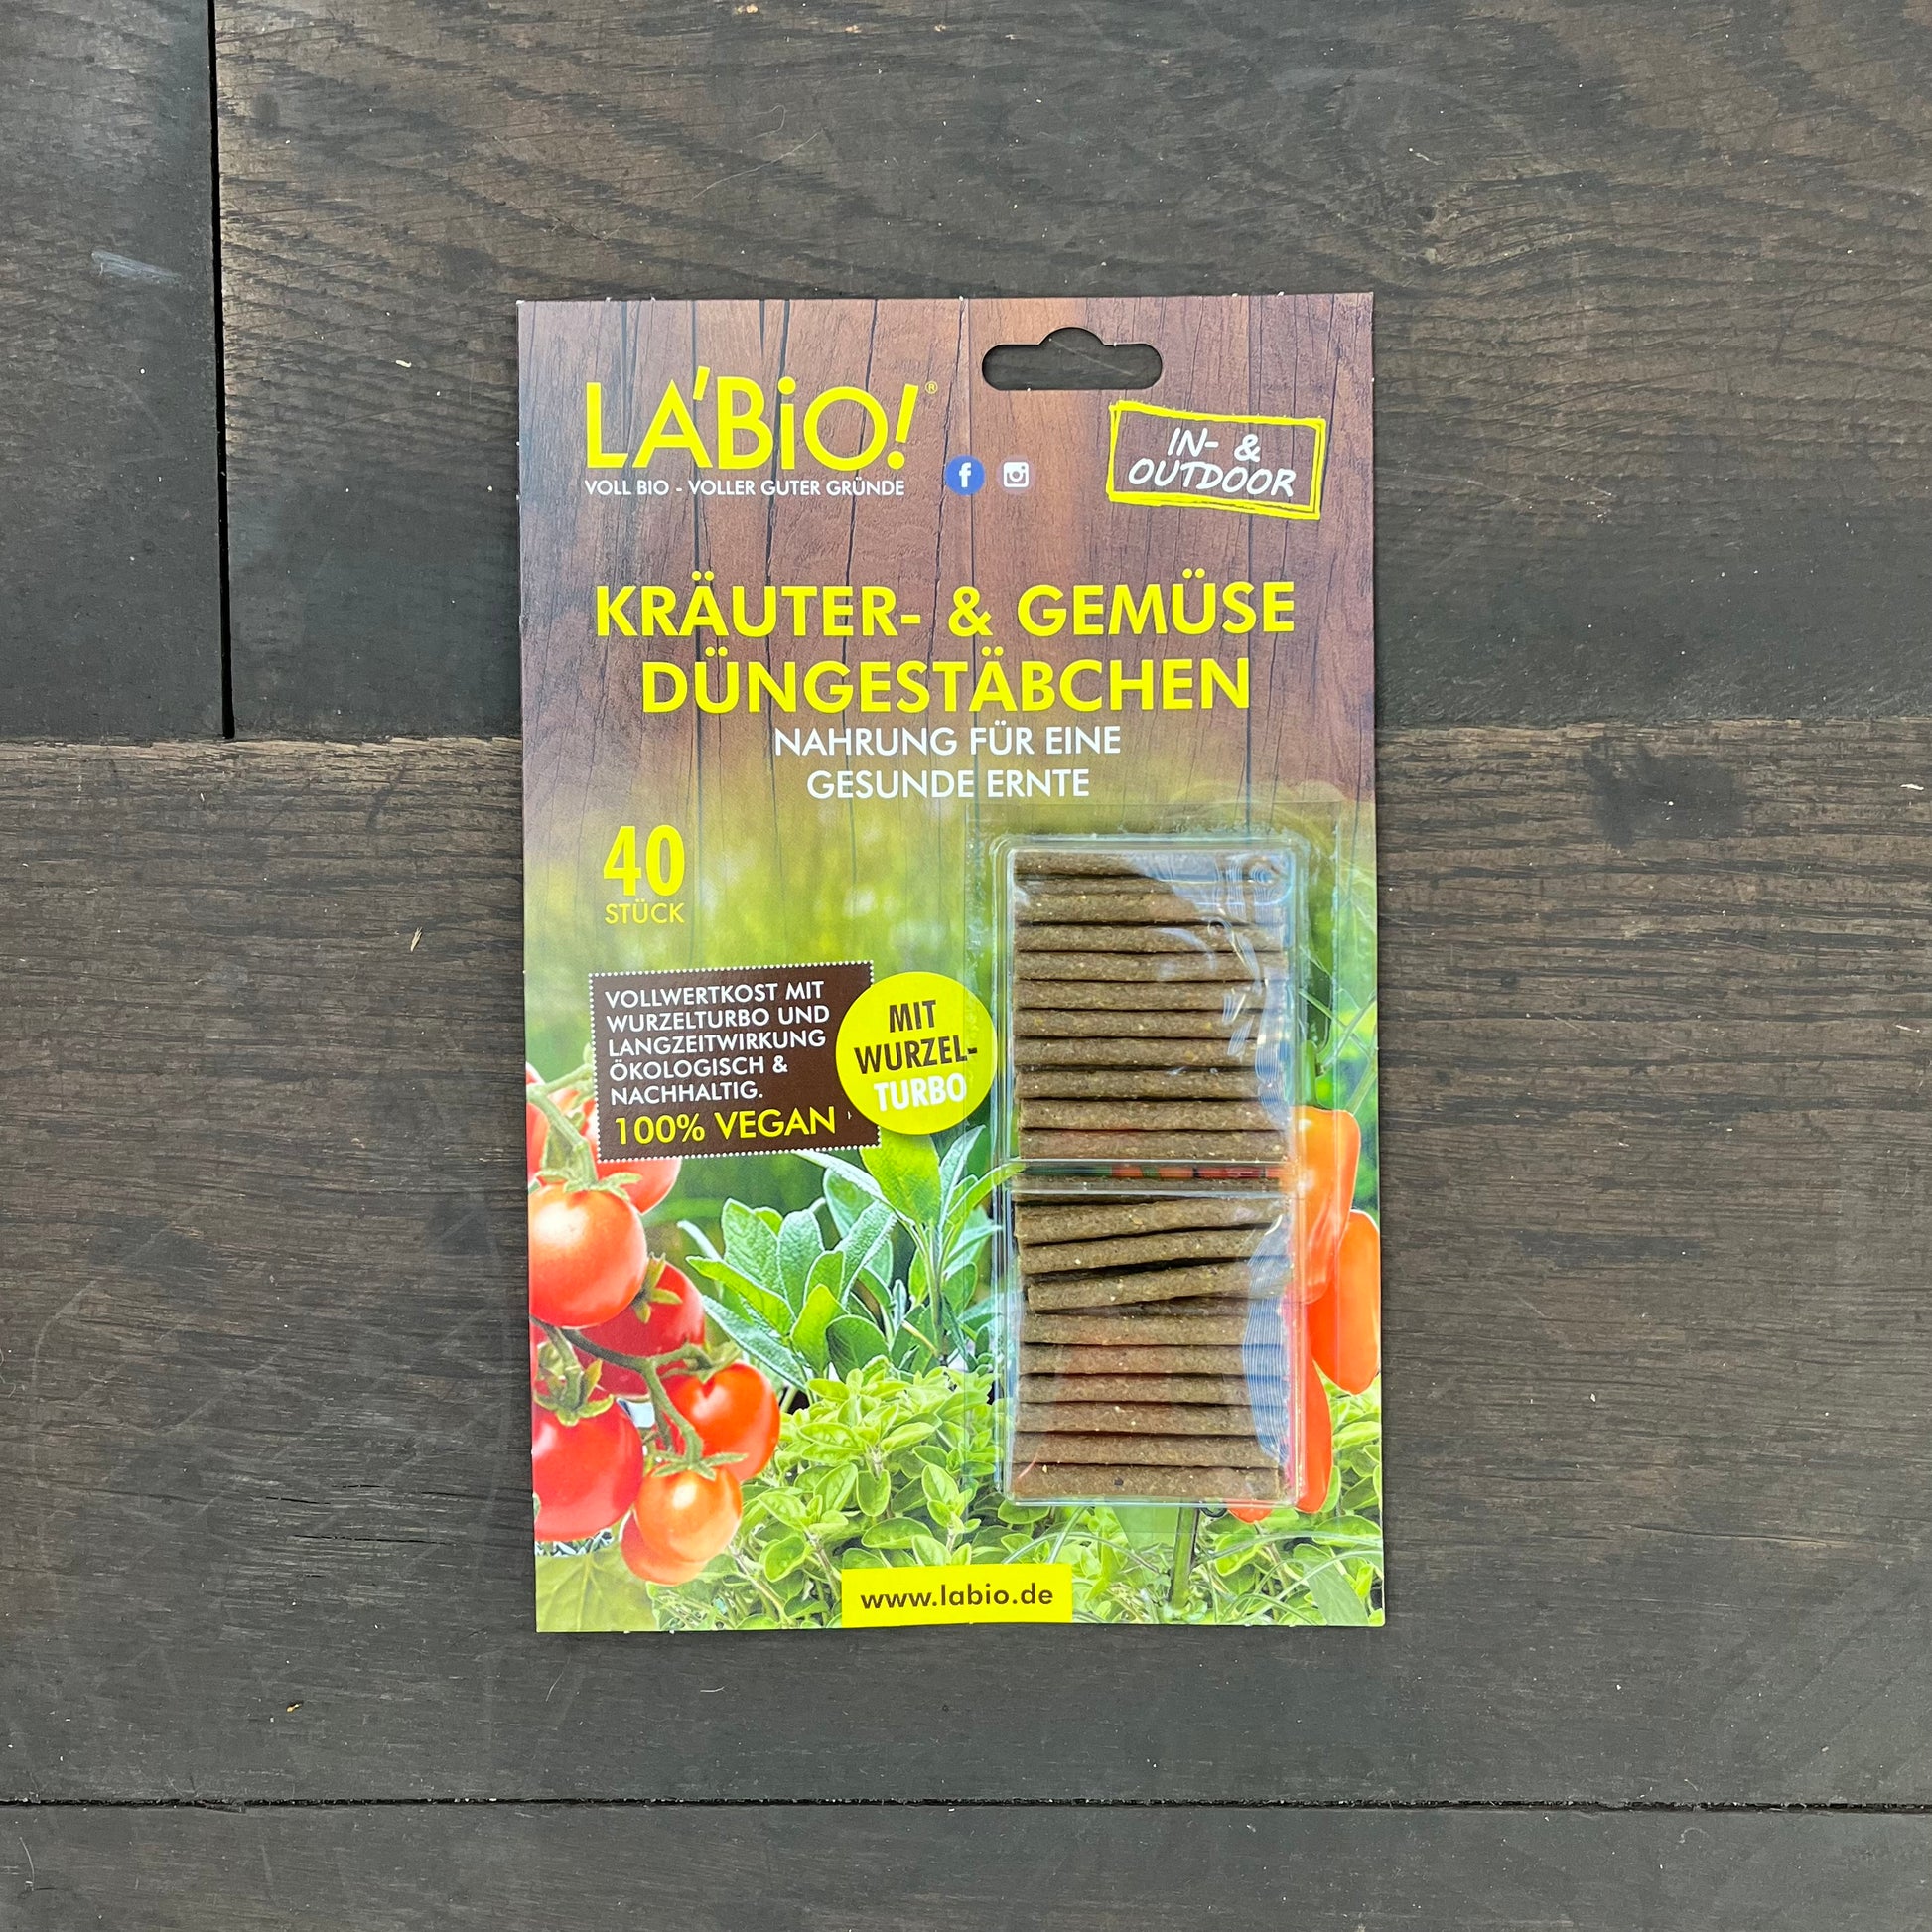 LA'BiO!®
VOLL BIO - VOLLER GUTER GRÜNDE
f
IN- &
OUTDOOR
KRÄUTER- & GEMÜSE
DÜNGESTÄBCHEN
NAHRUNG FÜR EINE
GESUNDE ERNTE
40
STÜCK
VOLLWERTKOST MIT
WURZELTURBO UND
LANGZEITWIRKUNG
ÖKOLOGISCH &
NACHHALTIG.
100% VEGAN
MIT
WURZEL-
TURBO
www.labio.de